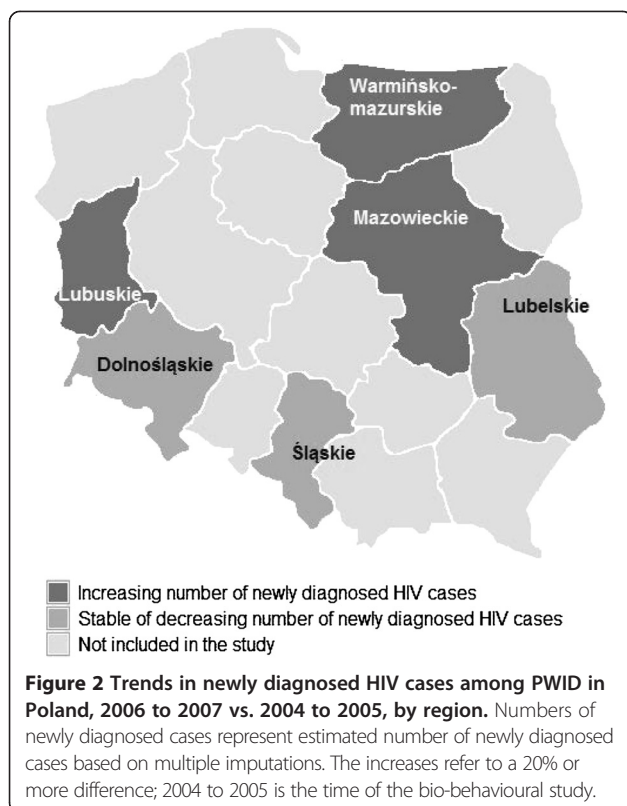 Warmińsko-
mazurskie
Mazowieckie
Lubuskie
Lubelskie
Dolnośląskie
Śląskie
Increasing number of newly diagnosed HIV cases
Stable of decreasing number of newly diagnosed HIV cases
Not included in the study
Figure 2 Trends in newly diagnosed HIV cases among PWID in
Poland, 2006 to 2007 vs. 2004 to 2005, by region. Numbers of
newly diagnosed cases represent estimated number of newly diagnosed
cases based on multiple imputations. The increases refer to a 20% or
more difference; 2004 to 2005 is the time of the bio-behavioural study.